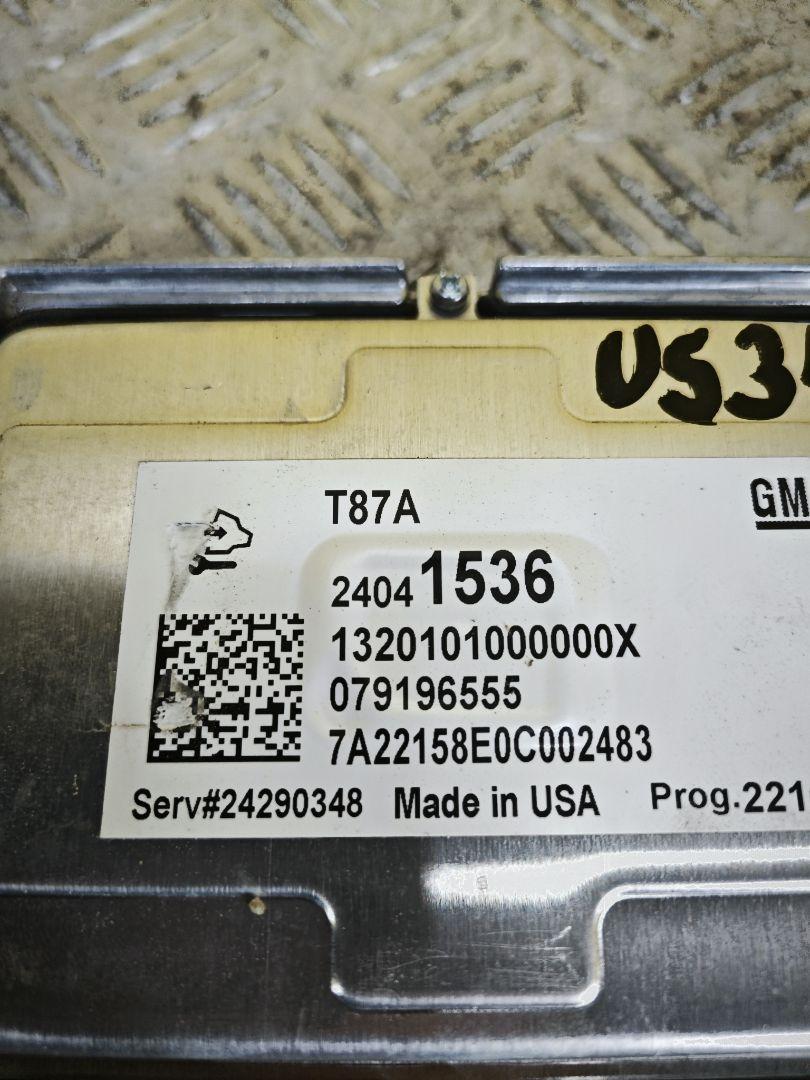 US3
T87A
GM
24041536
1320101000000X
079196555
7A22158E0C002483
Serv#24290348 Made in USA Prog.221